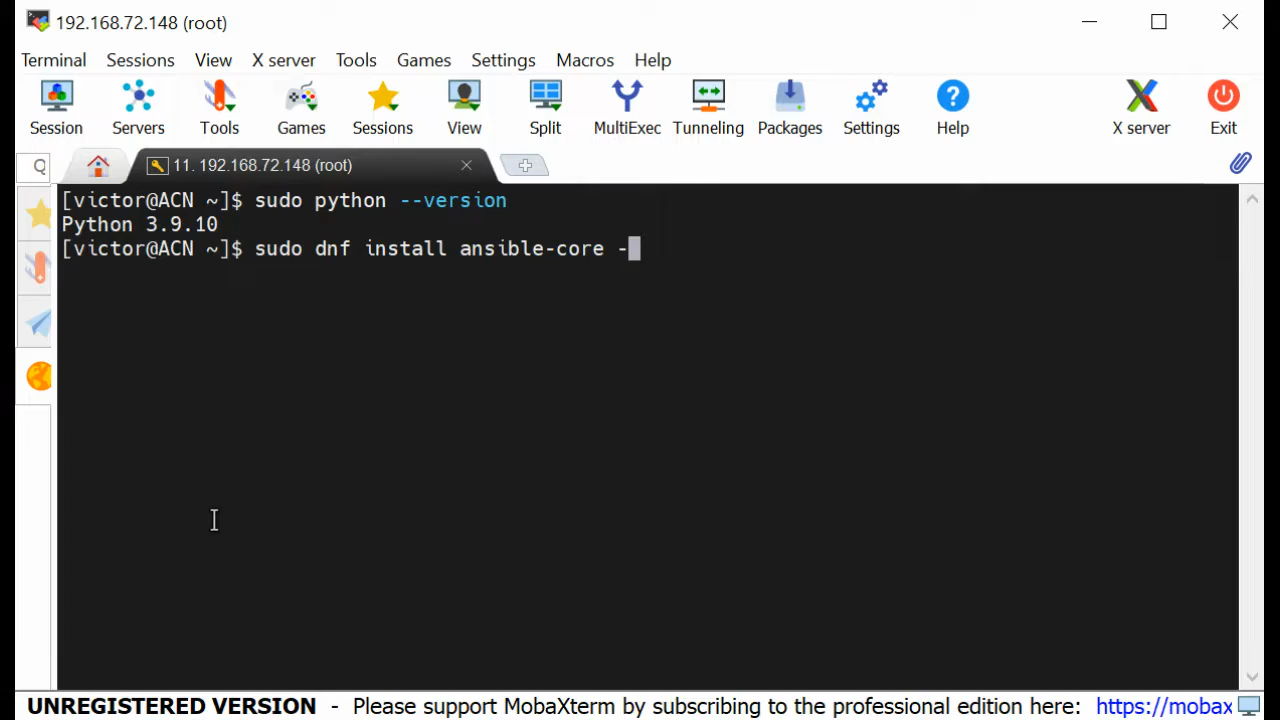 192.168.72.148 (root)
Terminal Sessions View X server Tools Games Settings Macros Help
Session Servers Tools Games Sessions View Split MultiExec Tunneling Packages Settings Help X server Exit
11. 192.168.72.148 (root)
[victor@ACN ~]$ sudo python --version
Python 3.9.10
[victor@ACN ~]$ sudo dnf install ansible-core -
UNREGISTERED VERSION - Please support MobaXterm by subscribing to the professional edition here: https://mobax